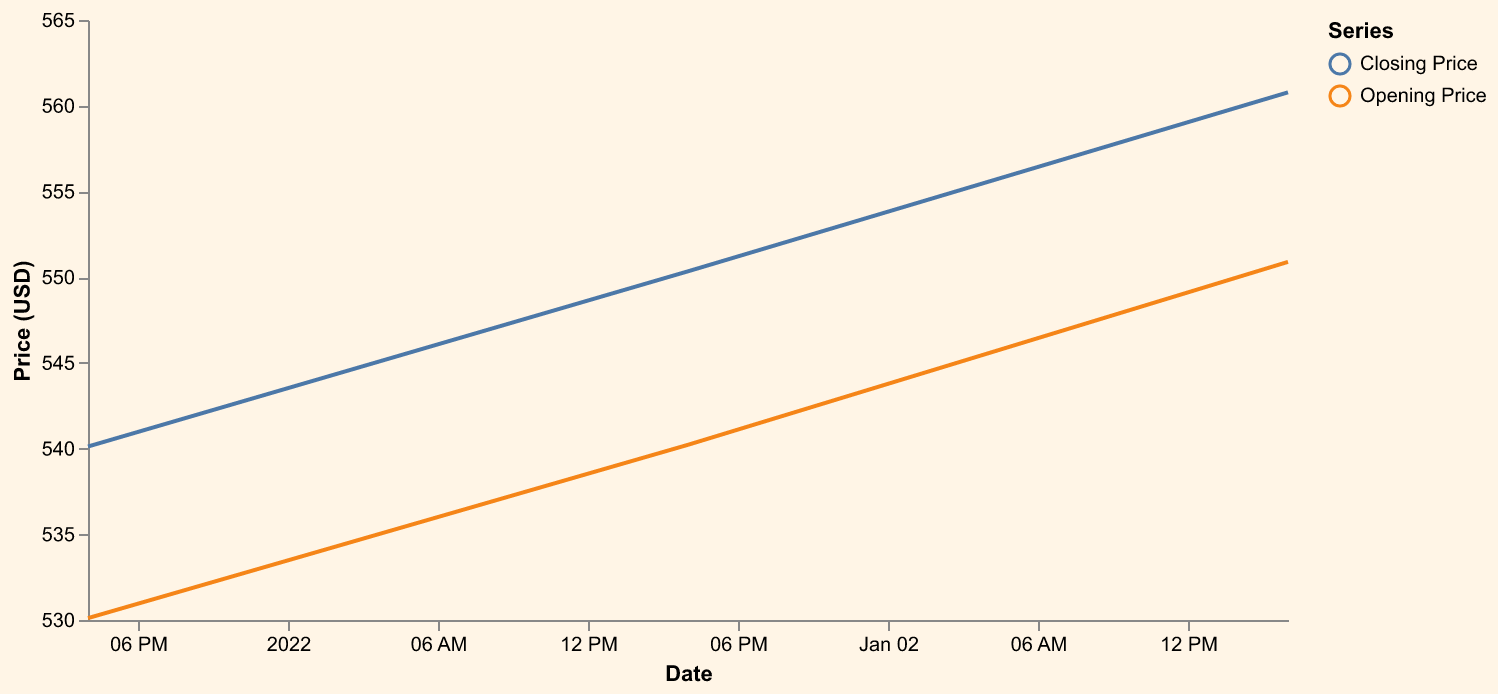 Series
Closing Price
Opening Price
Price (USD)
565
560
555
550
545
540
535
530
06 PM
2022
06 AM
12 PM
06 PM
Jan 02
06 AM
12 PM
Date